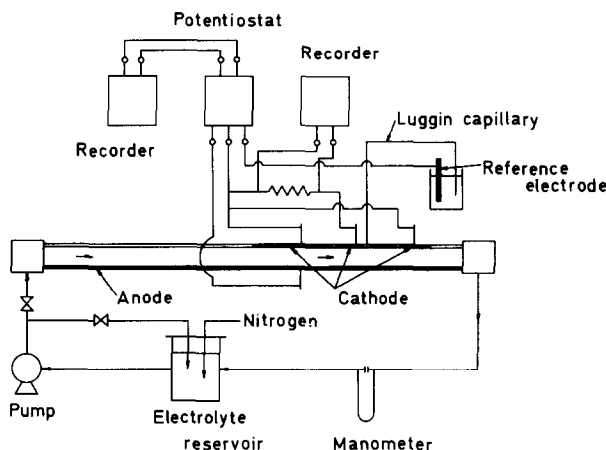 Potentiostat
Recorder
Recorder
Luggin capillary
Reference
electrode
Anode
Cathode
Nitrogen
Pump
Electrolyte
reservoir
Manometer